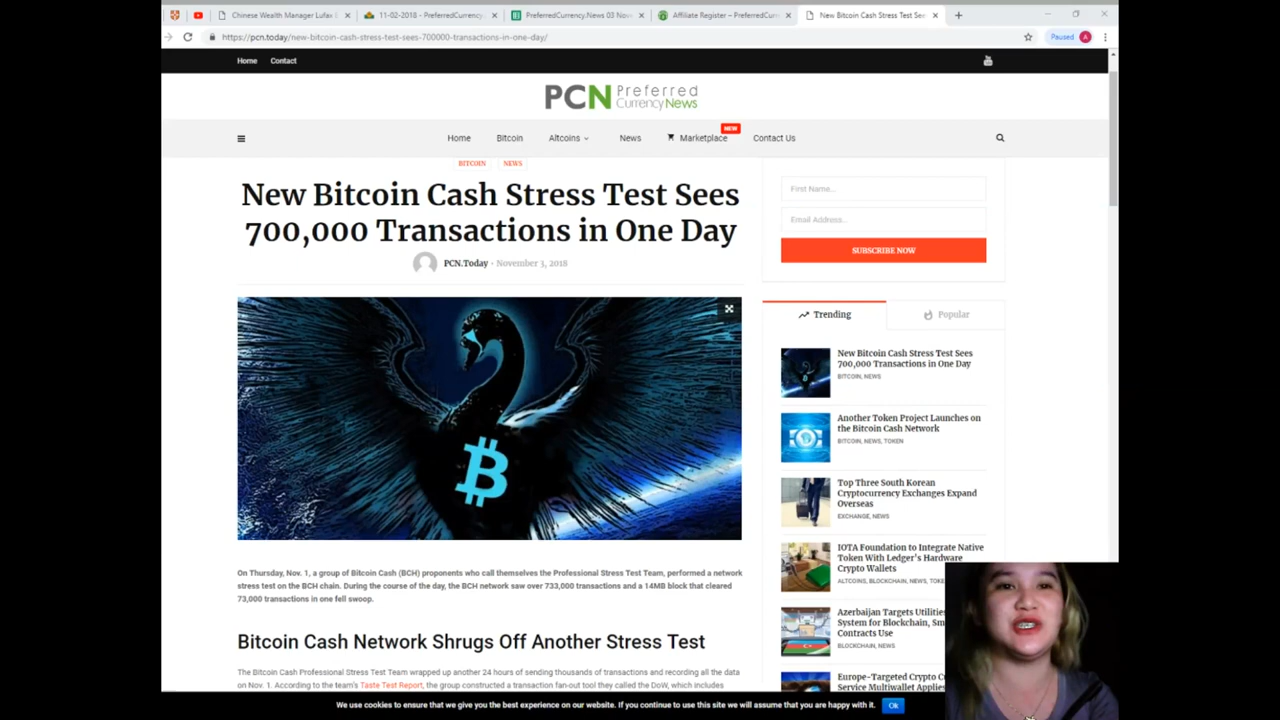 Chinese Wealth Manager Lufax
11-02-2018 - PreferredCurrency.
PreferredCurrency.News 03 Nov
Affiliate Register – PreferredCurr
New Bitcoin Cash Stress Test See
https://pcn.today/new-bitcoin-cash-stress-test-sees-700000-transactions-in-one-day/
Paused A
Home Contact
You
PCN Preferred
CurrencyNews
NEW
Home Bitcoin Altcoins News Marketplace Contact Us
BITCOIN NEWS
New Bitcoin Cash Stress Test Sees
700,000 Transactions in One Day
PCN.Today - November 3, 2018
B
On Thursday, Nov. 1, a group of Bitcoin Cash (BCH) proponents who call themselves the Professional Stress Test Team, performed a network
stress test on the BCH chain. During the course of the day, the BCH network saw over 733,000 transactions and a 14MB block that cleared
73,000 transactions in one fell swoop.
Bitcoin Cash Network Shrugs Off Another Stress Test
The Bitcoin Cash Professional Stress Test Team wrapped up another 24 hours of sending thousands of transactions and recording all the data
on Nov. 1. According to the team's Taste Test Report, the group constructed a transaction fan-out tool they called the DoW, which includes
First Name...
Email Address...
SUBSCRIBE NOW
Trending Popular
New Bitcoin Cash Stress Test Sees
700,000 Transactions in One Day
BITCOIN, NEWS
Another Token Project Launches on
the Bitcoin Cash Network
BITCOIN, NEWS, TOKEN
Top Three South Korean
Cryptocurrency Exchanges Expand
Overseas
EXCHANGE, NEWS
IOTA Foundation to Integrate Native
Token With Ledger's Hardware
Crypto Wallets
ALTCOINS, BLOCKCHAIN, NEWS, TOKE
Azerbaijan Targets Utilities
System for Blockchain, Sm
Contracts Use
BLOCKCHAIN, NEWS
Europe-Targeted Crypto C
Service Multiwallet Applies
We use cookies to ensure that we give you the best experience on our website. If you continue to use this site we will assume that you are happy with it. Ok